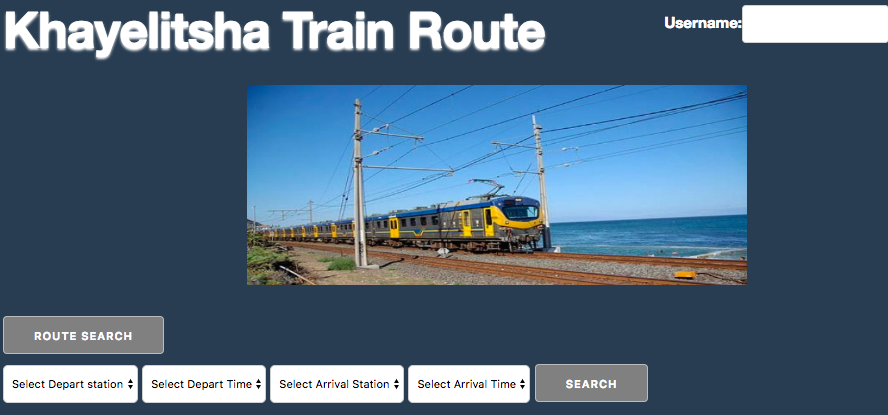 Khayelitsha Train Route
Username:
ROUTE SEARCH
Select Depart station
Select Depart Time
Select Arrival Station
Select Arrival Time
SEARCH